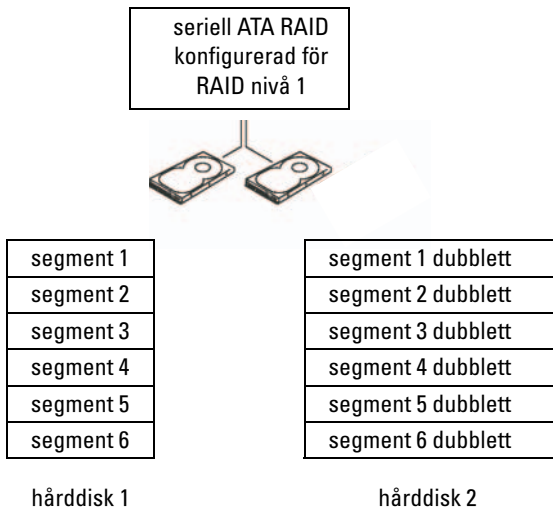 seriell ATA RAID
konfigurerad för
RAID nivå 1
segment 1
segment 1 dubblett
segment 2
segment 2 dubblett
segment 3
segment 3 dubblett
segment 4
segment 4 dubblett
segment 5
segment 5 dubblett
segment 6
segment 6 dubblett
hårddisk 1
hårddisk 2